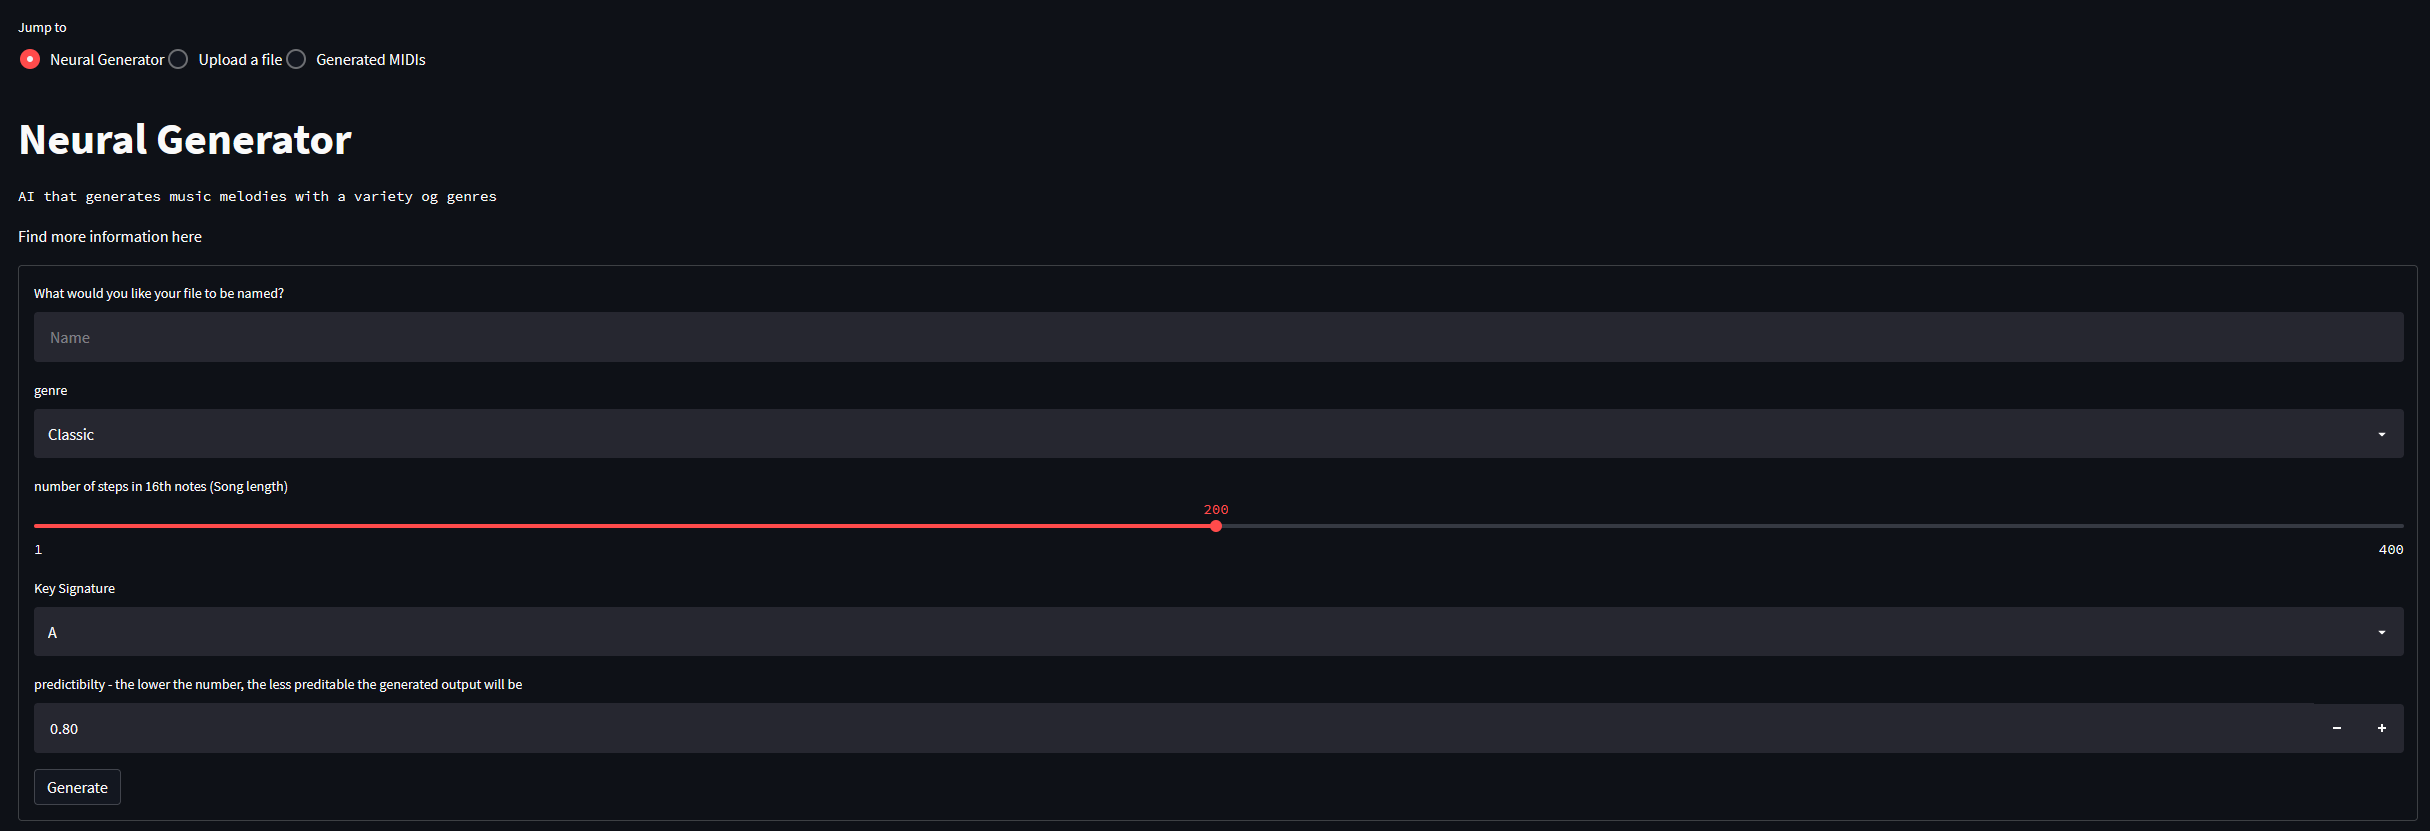 Jump to
Neural Generator Upload a file Generated MIDIs
Neural Generator
AI that generates music melodies with a variety og genres
Find more information here
What would you like your file to be named?
Name
genre
Classic
number of steps in 16th notes (Song length)
200
1 400
Key Signature
A
predictibilty - the lower the number, the less preditable the generated output will be
0.80 − +
Generate